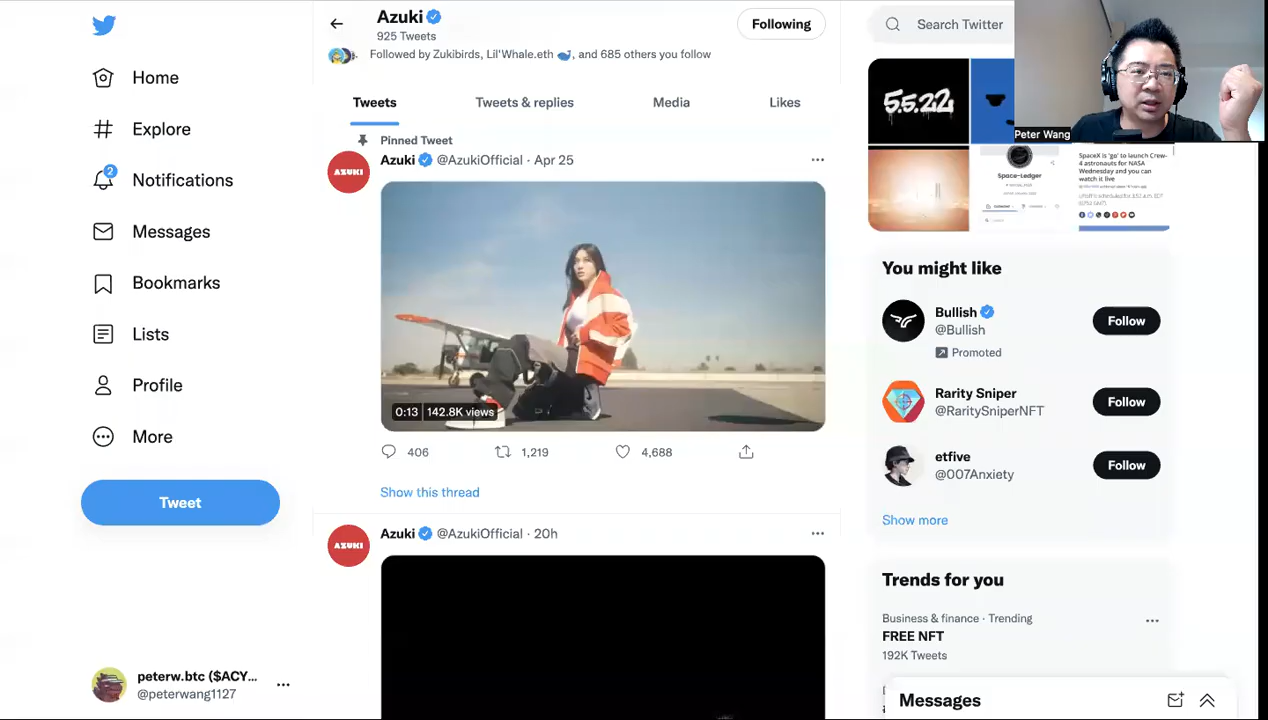 Home
Explore
2
Notifications
Messages
Bookmarks
Lists
Profile
More
Tweet
peterw.btc ($ACY...
@peterwang1127
Azuki
925 Tweets
Following
Followed by Zukibirds, Lil'Whale.eth 🐳, and 685 others you follow
Tweets
Tweets & replies
Media
Likes
Pinned Tweet
AZUKI
Azuki @AzukiOfficial · Apr 25
0:13 142.8K views
406
1,219
4,688
Show this thread
AZUKI
Azuki @AzukiOfficial · 20h
Search Twitter
Peter Wang
5.5.22
Space-Ledger
SpaceX is 'go' to launch Crew-
4 astronauts for NASA
Wednesday and you can
watch it live
You might like
Bullish
@Bullish
Promoted
Follow
Rarity Sniper
@RaritySniperNFT
Follow
etfive
@007Anxiety
Follow
Show more
Trends for you
Business & finance · Trending
FREE NFT
192K Tweets
Messages